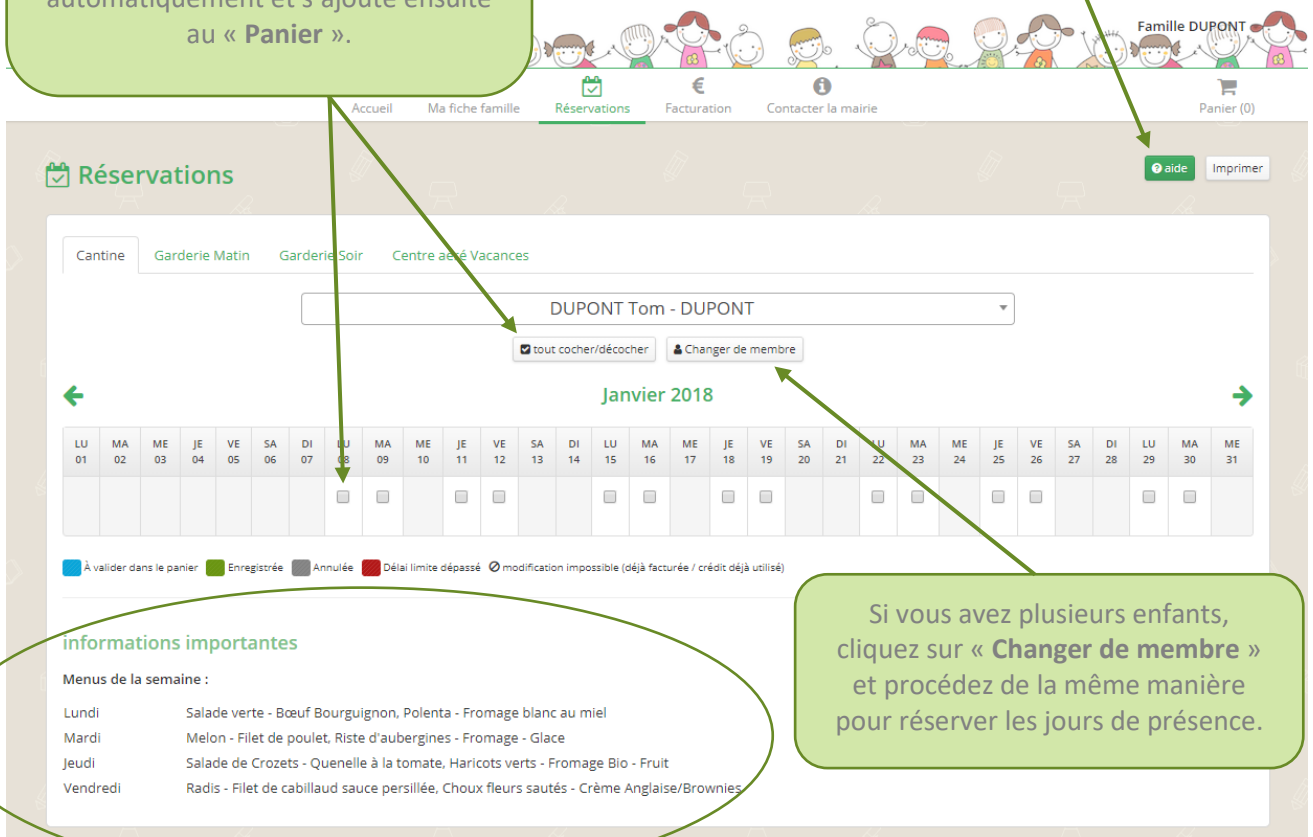 automatiquement et s'ajoute ensuite
au « Panier ».
Famille DUPONT
Accueil Ma fiche famille Réservations Facturation Contacter la mairie Panier (0)
Réservations
aide Imprimer
Cantine Garderie Matin Garderie Soir Centre aéré Vacances
DUPONT Tom - DUPONT
tout cocher/décocher Changer de membre
Janvier 2018
LU MA ME JE VE SA DI LU MA ME JE VE SA DI LU MA ME JE VE SA DI LU MA ME JE VE SA DI LU MA ME
01 02 03 04 05 06 07 08 09 10 11 12 13 14 15 16 17 18 19 20 21 22 23 24 25 26 27 28 29 30 31
À valider dans le panier Enregistrée Annulée Délai limite dépassé modification impossible (déjà facturée / crédit déjà utilisé)
Si vous avez plusieurs enfants,
cliquez sur « Changer de membre »
et procédez de la même manière
pour réserver les jours de présence.
informations importantes
Menus de la semaine :
Lundi Salade verte - Bœuf Bourguignon, Polenta - Fromage blanc au miel
Mardi Melon - Filet de poulet, Riste d'aubergines - Fromage - Glace
Jeudi Salade de Crozets - Quenelle à la tomate, Haricots verts - Fromage Bio - Fruit
Vendredi Radis - Filet de cabillaud sauce persillée, Choux fleurs sautés - Crème Anglaise/Brownies